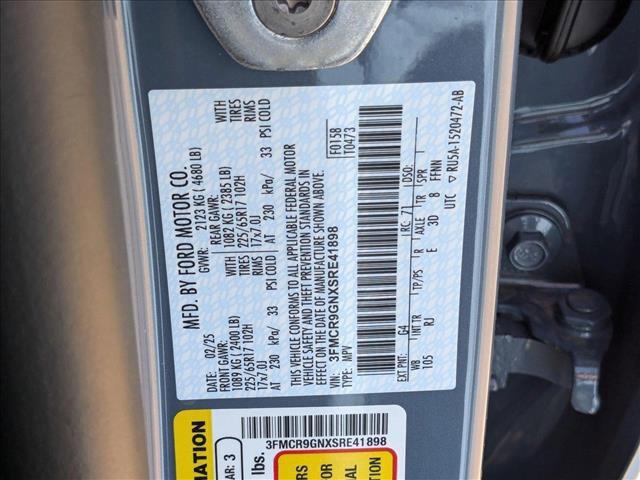 MFD. BY FORD MOTOR CO.
DATE: 02/25
GVWR: 2123 KG (4680 LB)
FRONT GAWR:
1089 KG (2400 LB)
225/65R17 102H
17x7.0J
AT 230 kPa/ 33
TIRES
RIMS
PSI COLD
REAR GAWR:
1082 KG (2385 LB)
225/65R17 102H
17x7.0J
AT 230 kPa/ 33
TIRES
RIMS
PSI COLD
THIS VEHICLE CONFORMS TO ALL APPLICABLE FEDERAL MOTOR
VEHICLE SAFETY AND THEFT PREVENTION STANDARDS IN
EFFECT ON THE DATE OF MANUFACTURE SHOWN ABOVE.
VIN: 3FMCR9GNXSRE41898
TYPE: MPV
F0158
T0473
EXT PNT: G4
RC: 71
DSO:
WB
INT TR
TP/PS
R
AXLE
TR
SPR
105
RJ
E
3D
8
FFNN
UTC
RU5A-1520472-AB
3FMCR9GNXSRE41898
AR: 3
lbs.